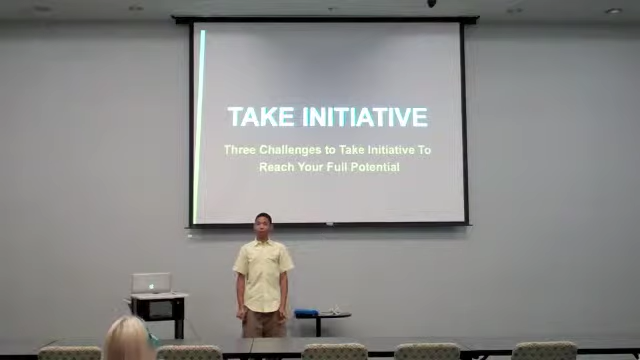 TAKE INITIATIVE
Three Challenges to Take Initiative To
Reach Your Full Potential